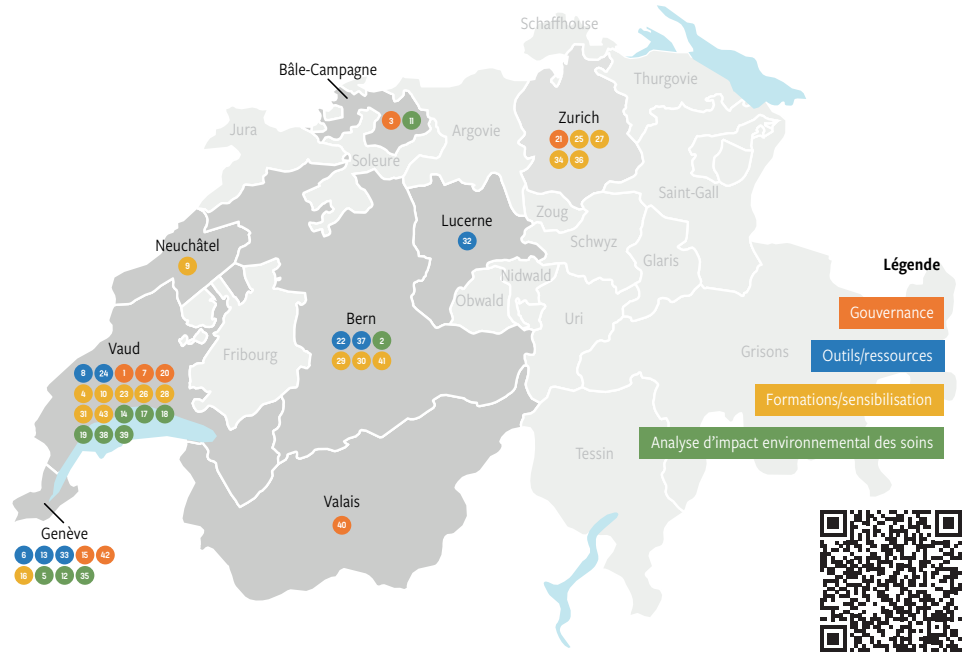 Schaffhouse
Bâle-Campagne
Thurgovie
3 11
Jura
Argovie
Zurich
21 25 27
34 36
Soleure
Saint-Gall
Zoug
Lucerne
32
Schwyz
Neuchâtel
9
Glaris
Nidwald
Obwald
Uri
Légende
Gouvernance
Bern
22 37 2
29 30 41
Outils/ressources
Vaud
8 24 1 7 20
4 10 23 26 28
31 43 14 17 18
19 38 39
Fribourg
Grisons
Formations/sensibilisation
Analyse d'impact environnemental des soins
Tessin
Valais
40
Genève
6 13 33 15 42
16 5 12 35